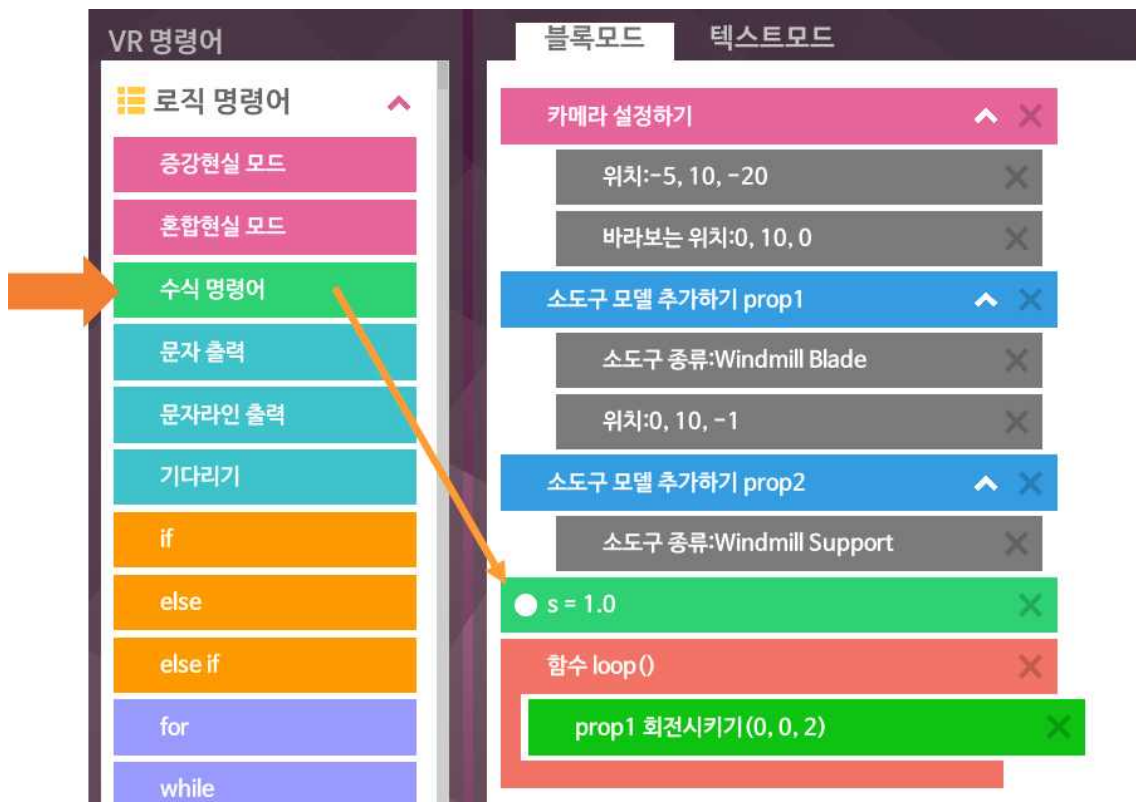 VR 명령어
로직 명령어
증강현실 모드
혼합현실 모드
수식 명령어
문자 출력
문자라인 출력
기다리기
if
else
else if
for
while
블록모드
텍스트모드
카메라 설정하기
위치:-5, 10, -20
바라보는 위치:0, 10, 0
소도구 모델 추가하기 prop1
소도구 종류:Windmill Blade
위치:0, 10, -1
소도구 모델 추가하기 prop2
소도구 종류:Windmill Support
s = 1.0
함수 loop()
prop1 회전시키기(0, 0, 2)